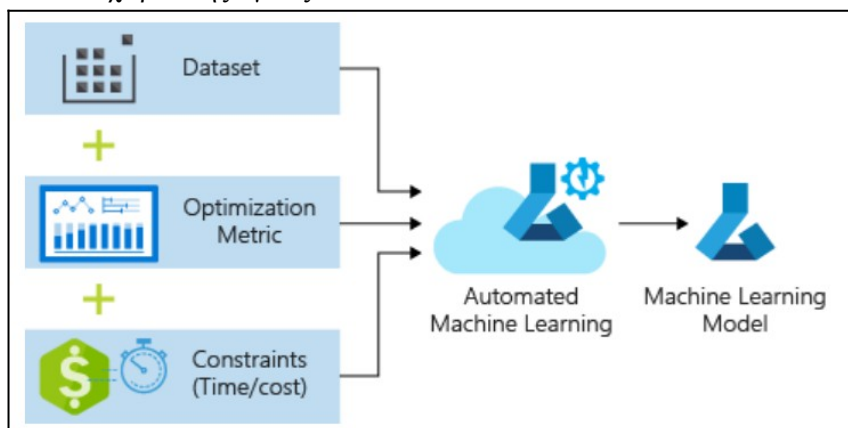 Dataset
Optimization
Metric
Constraints
(Time/cost)
Automated
Machine Learning
Machine Learning
Model